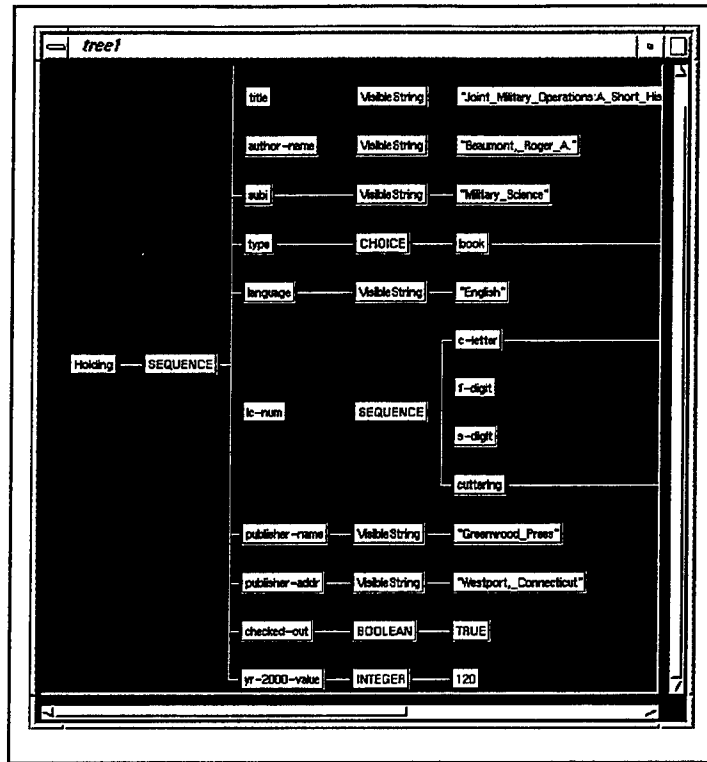 tree1
title VisibleString "Joint_Military_Operations:A_Short_His
author-name VisibleString "Beaumont,_Roger_A."
subj VisibleString "Military_Science"
type CHOICE book
language VisibleString "English"
c-letter
Holding SEQUENCE
f-digit
lc-num SEQUENCE
s-digit
cuttering
publisher-name VisibleString "Greenwood_Press"
publisher-addr VisibleString "Westport,_Connecticut"
checked-out BOOLEAN TRUE
yr-2000-value INTEGER 120